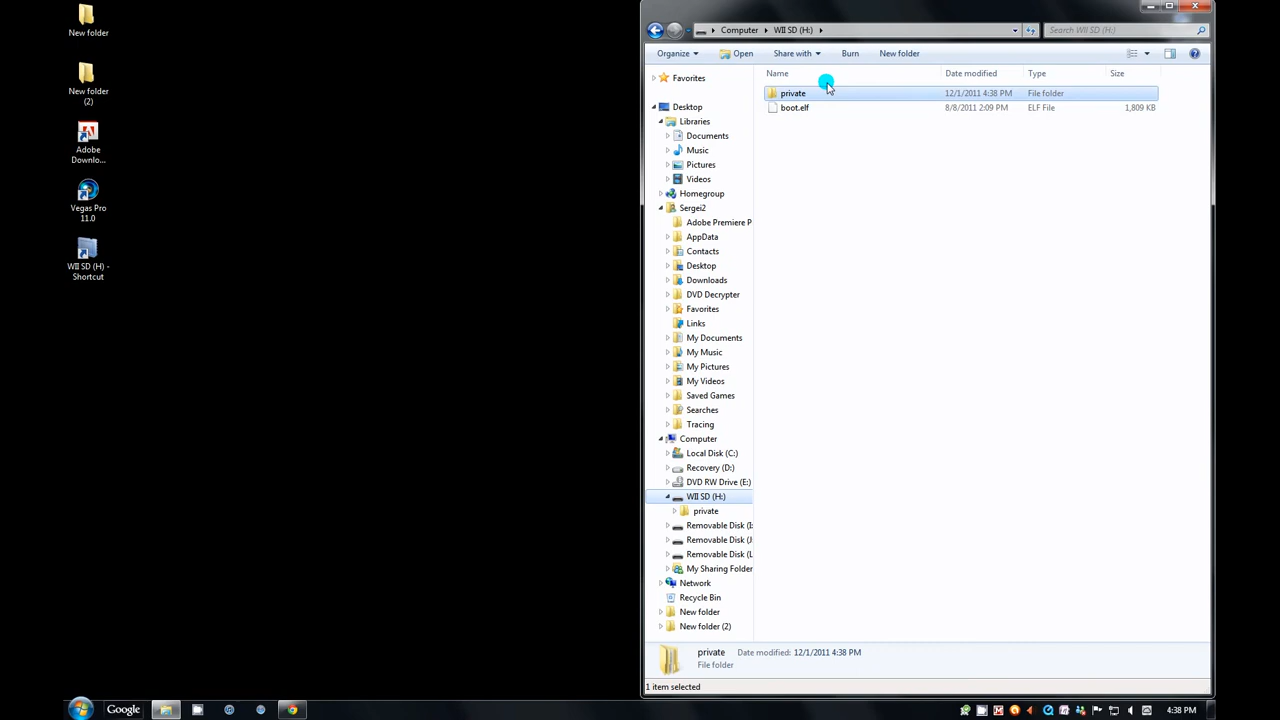 New folder
New folder
(2)
Adobe
Downlo...
Vegas Pro
11.0
WII SD (H) -
Shortcut
Computer WII SD (H:)
Search WII SD (H:)
Organize Open Share with Burn New folder
Name Date modified Type Size
private 12/1/2011 4:38 PM File folder
boot.elf 8/8/2011 2:09 PM ELF File 1,809 KB
Favorites
Desktop
Libraries
Documents
Music
Pictures
Videos
Homegroup
Sergei2
Adobe Premiere P
AppData
Contacts
Desktop
Downloads
DVD Decrypter
Favorites
Links
My Documents
My Music
My Pictures
My Videos
Saved Games
Searches
Tracing
Computer
Local Disk (C:)
Recovery (D:)
DVD RW Drive (E:)
WII SD (H:)
private
Removable Disk (I:
Removable Disk (J:
Removable Disk (L
My Sharing Folder
Network
Recycle Bin
New folder
New folder (2)
private Date modified: 12/1/2011 4:38 PM
File folder
1 item selected
Google
4:38 PM